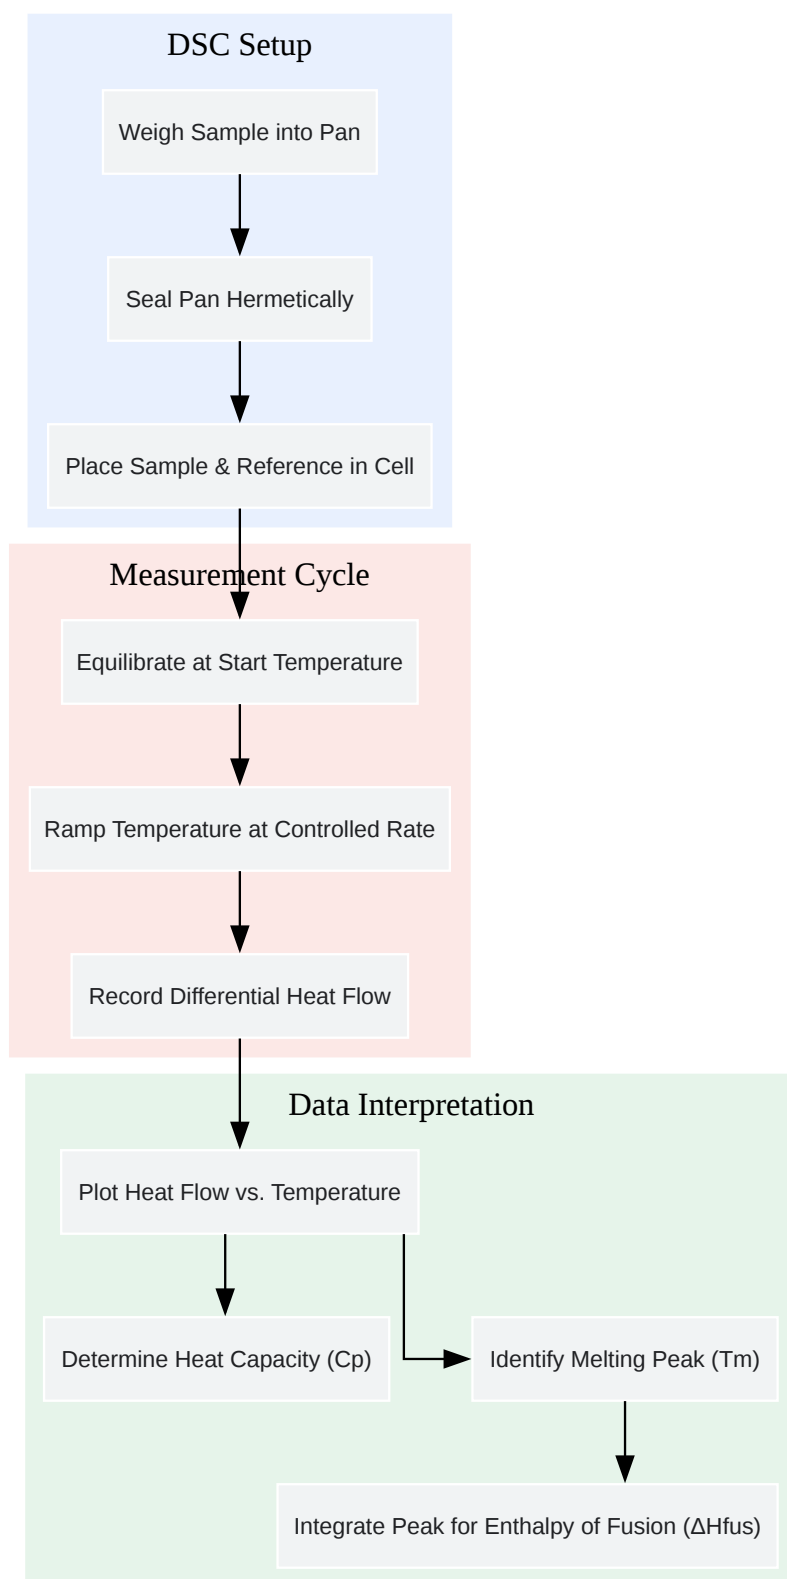 DSC Setup
Weigh Sample into Pan
Seal Pan Hermetically
Place Sample & Reference in Cell
Measurement Cycle
Equilibrate at Start Temperature
Ramp Temperature at Controlled Rate
Record Differential Heat Flow
Data Interpretation
Plot Heat Flow vs. Temperature
Determine Heat Capacity (Cp)
Identify Melting Peak (Tm)
Integrate Peak for Enthalpy of Fusion (ΔHfus)